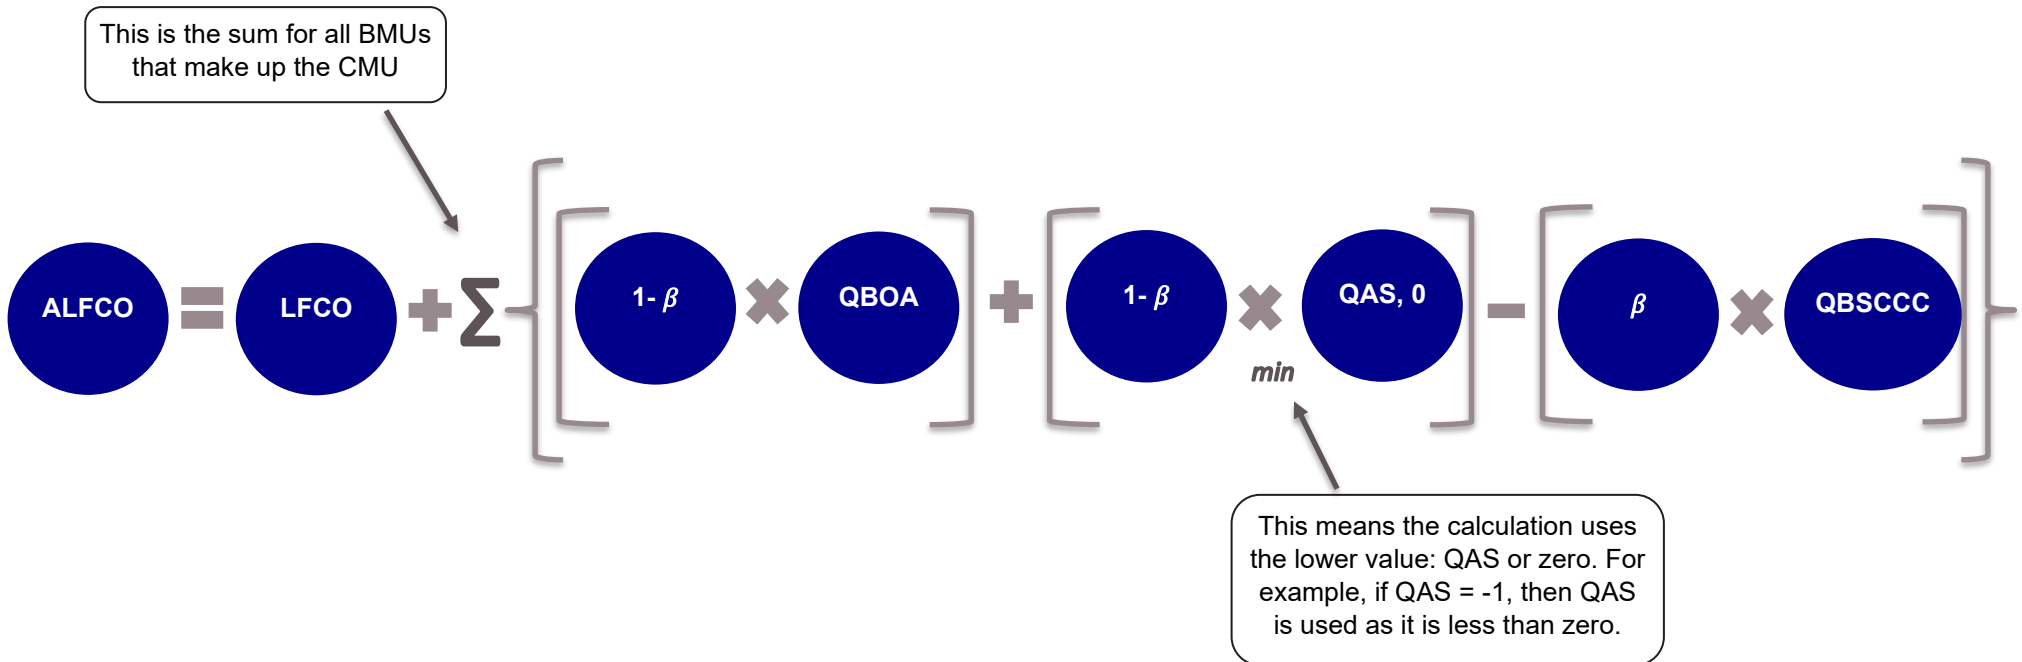 This is the sum for all BMUs
that make up the CMU
ALFCO = LFCO + ∑ { [ 1- β × QBOA ] + [ 1- β × min QAS, 0 ] - [ β × QBSCCC ] }
This means the calculation uses
the lower value: QAS or zero. For
example, if QAS = -1, then QAS
is used as it is less than zero.